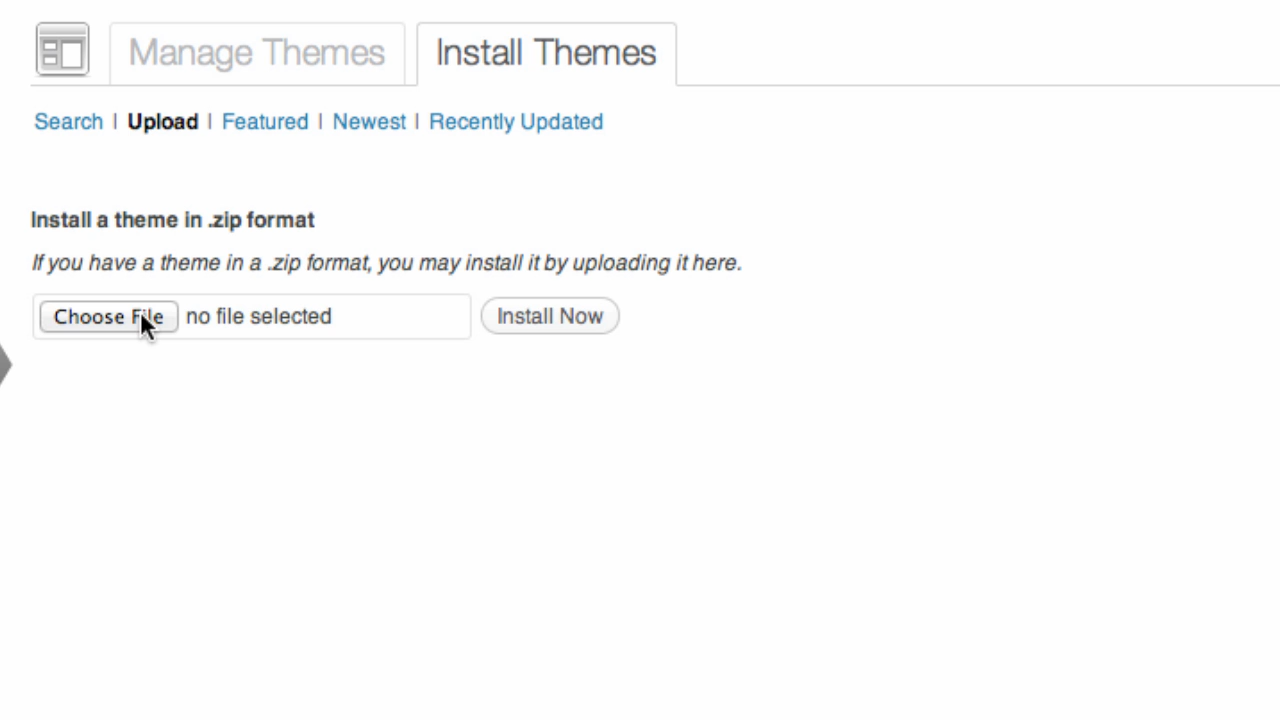 Manage Themes Install Themes
Search | Upload | Featured | Newest | Recently Updated
Install a theme in .zip format
If you have a theme in a .zip format, you may install it by uploading it here.
Choose File no file selected Install Now